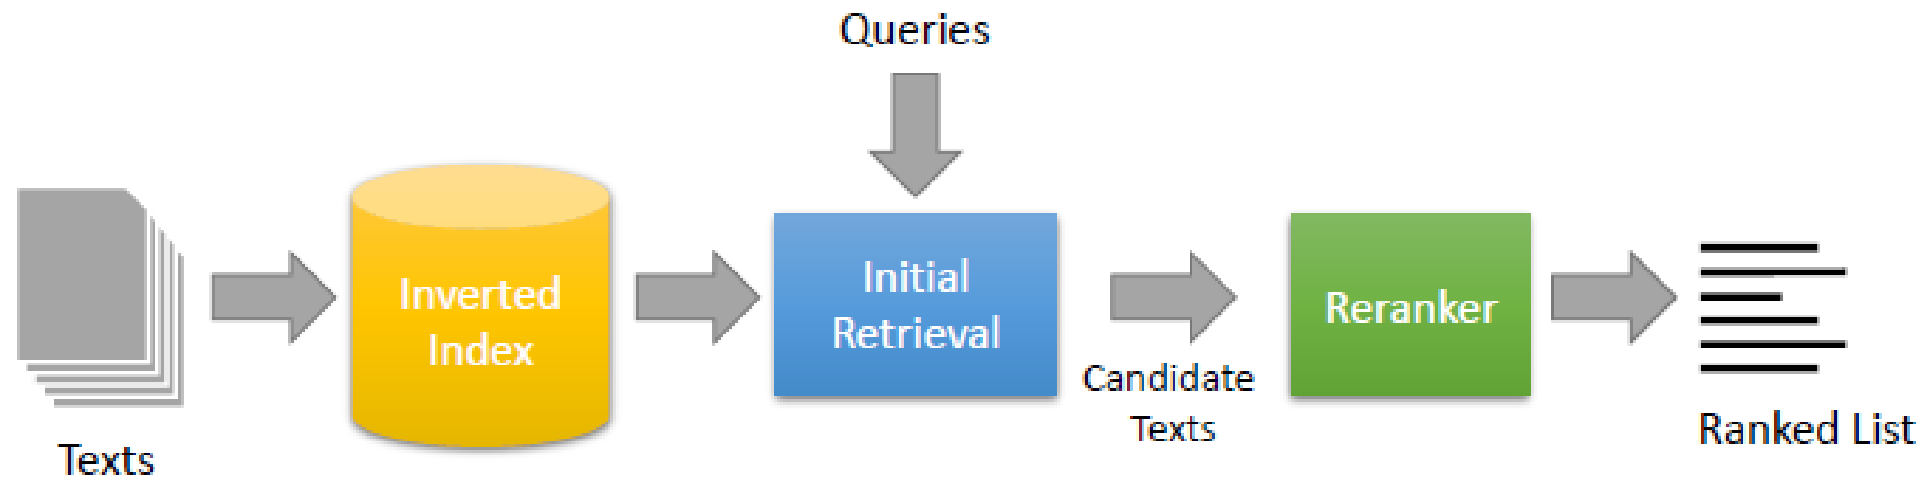 Queries
Texts
Inverted
Index
Initial
Retrieval
Candidate
Texts
Reranker
Ranked List